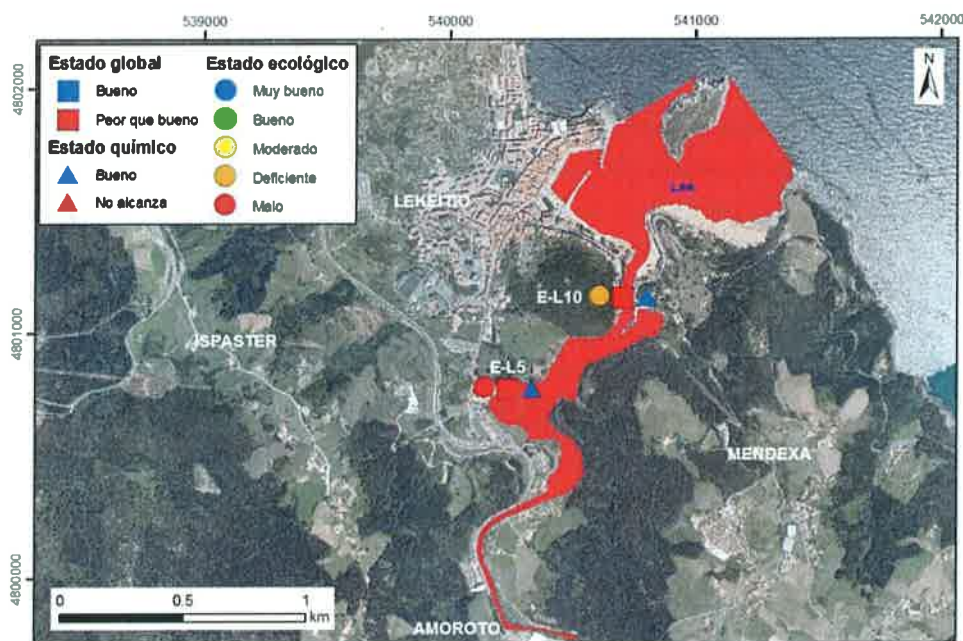 539000 540000 541000 542000
4802000
4801000
4800000
Estado global
Bueno
Peor que bueno
Estado químico
Bueno
No alcanza
Estado ecológico
Muy bueno
Bueno
Moderado
Deficiente
Malo
N
LEKEITIO
E-L10
ISPASTER
E-L5
MENDEXA
0 0.5 1
km
AMOROTO